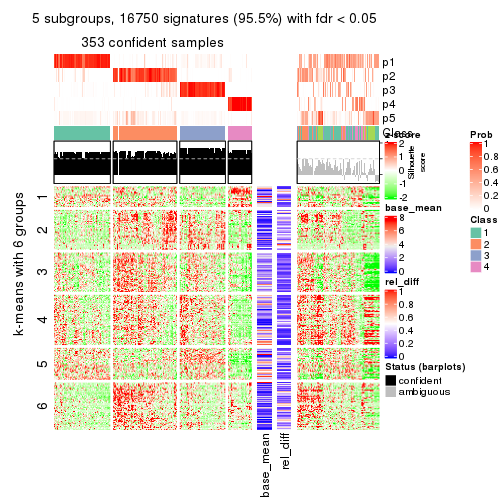 5 subgroups, 16750 signatures (95.5%) with fdr < 0.05
353 confident samples
p1
p2
p3
p4
p5
Class
Silhouette
score
k-means with 6 groups
1
2
3
4
5
6
base_mean
rel_diff
z-score
2
1
0
-1
-2
base_mean
8
6
4
2
0
rel_diff
1
0.8
0.6
0.4
0.2
0
Status (barplots)
confident
ambiguous
Prob
1
0.8
0.6
0.4
0.2
0
Class
1
2
3
4